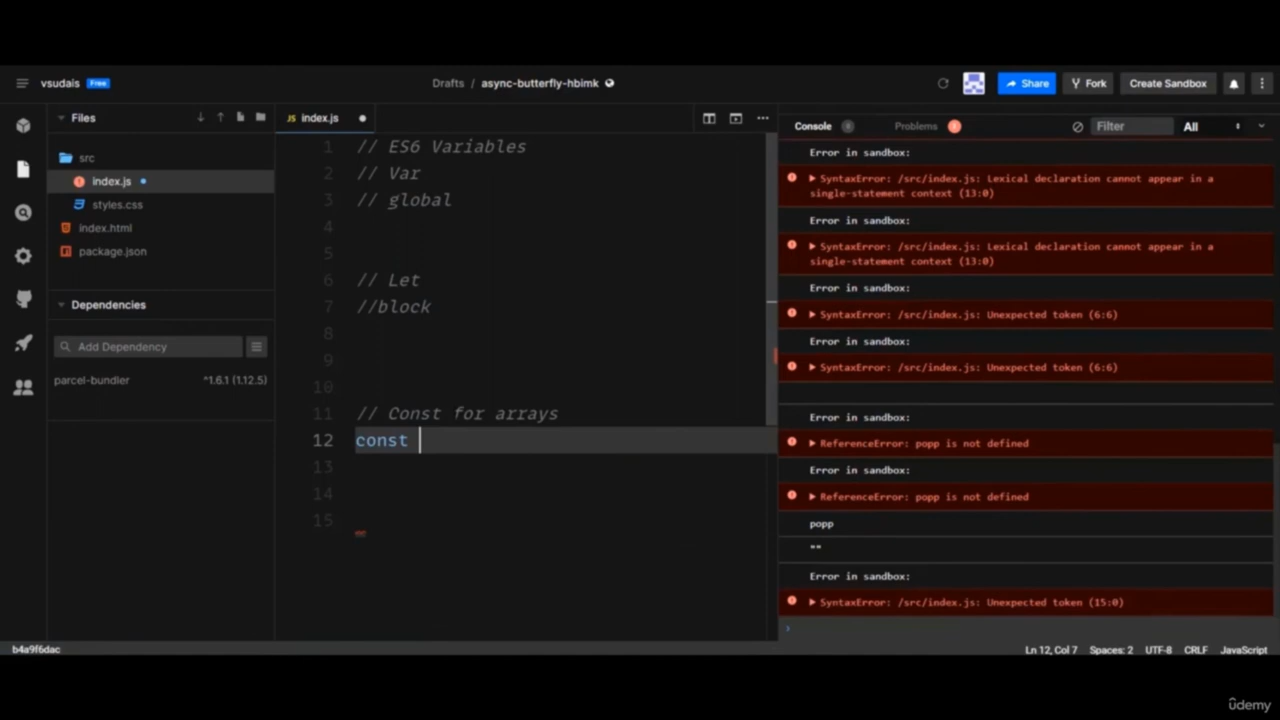 vsudais Free
Drafts / async-butterfly-hbimk
Share
Fork
Create Sandbox
Files
src
index.js
styles.css
index.html
package.json
Dependencies
Add Dependency
parcel-bundler ^1.6.1 (1.12.5)
JS index.js
1 // ES6 Variables
2 // Var
3 // global
4
5
6 // Let
7 //block
8
9
10
11 // Const for arrays
12 const
13
14
15
Console Problems Filter All
Error in sandbox:
SyntaxError: /src/index.js: Lexical declaration cannot appear in a
single-statement context (13:0)
Error in sandbox:
SyntaxError: /src/index.js: Lexical declaration cannot appear in a
single-statement context (13:0)
Error in sandbox:
SyntaxError: /src/index.js: Unexpected token (6:6)
Error in sandbox:
SyntaxError: /src/index.js: Unexpected token (6:6)
Error in sandbox:
ReferenceError: popp is not defined
Error in sandbox:
ReferenceError: popp is not defined
popp
""
Error in sandbox:
SyntaxError: /src/index.js: Unexpected token (15:0)
b4a9f6dac
Ln 12, Col 7 Spaces: 2 UTF-8 CRLF JavaScript
ûdemy